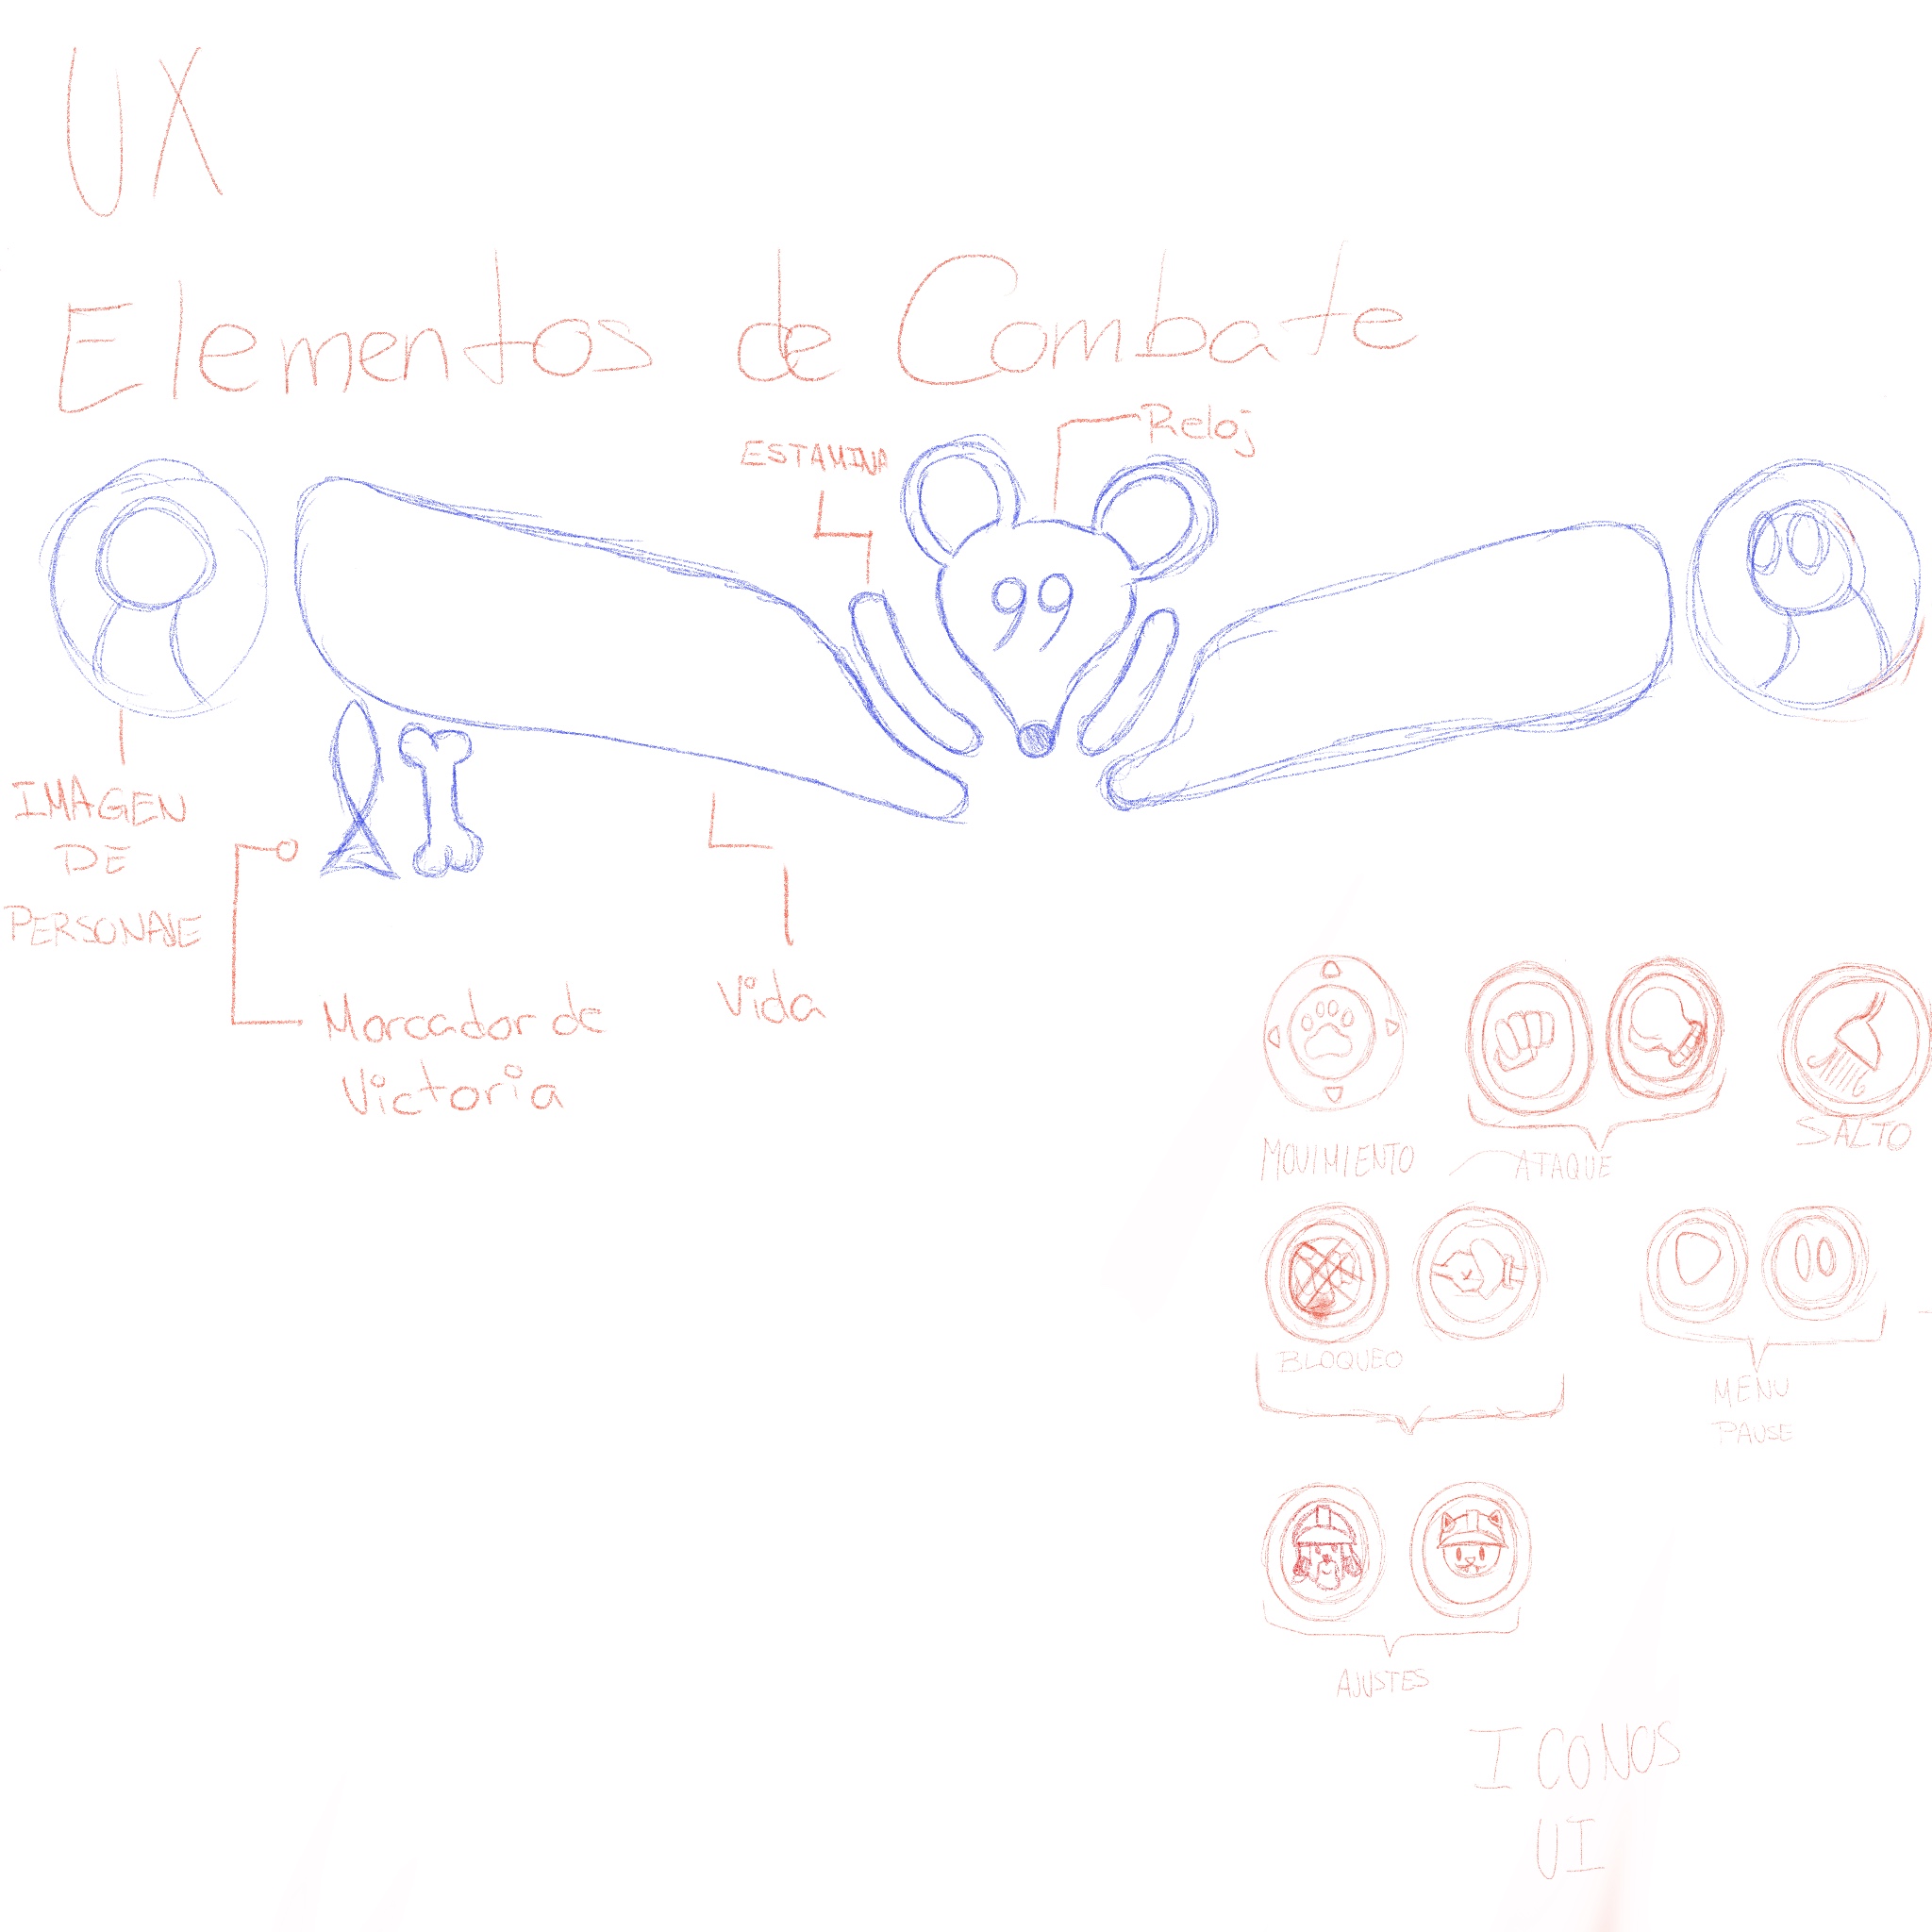 UX
Elementos de Combate
ESTAMINA
Reloj
99
IMAGEN
DE
PERSONAJE
Marcador de
Victoria
Vida
MOVIMIENTO
ATAQUE
SALTO
BLOQUEO
MENU
PAUSE
AJUSTES
ICONOS
UI